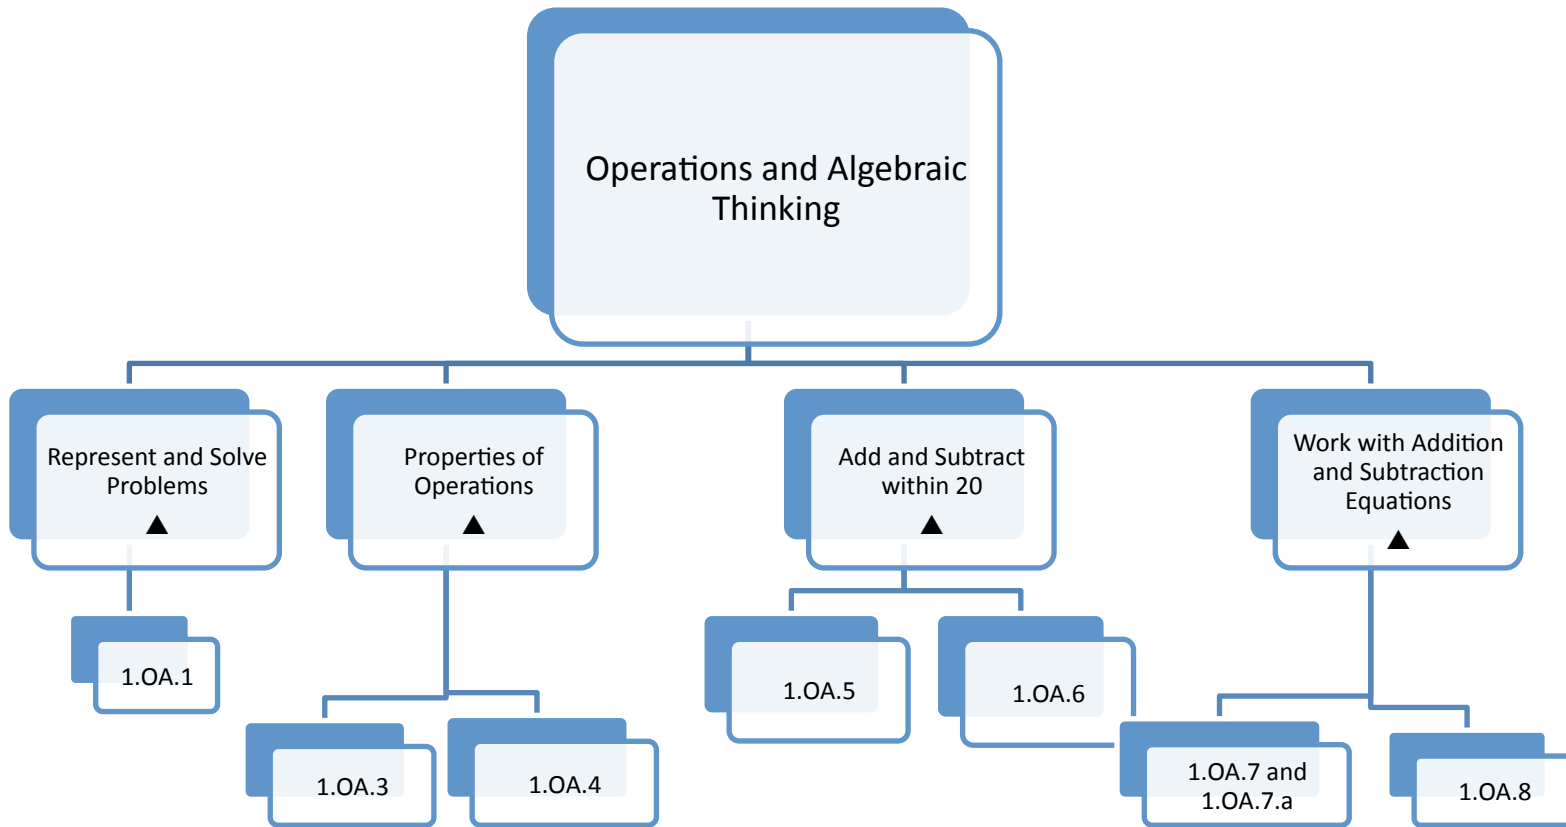 Operations and Algebraic
Thinking
Represent and Solve
Problems
▲
Properties of
Operations
▲
Add and Subtract
within 20
▲
Work with Addition
and Subtraction
Equations
▲
1.OA.1
1.OA.3
1.OA.4
1.OA.5
1.OA.6
1.OA.7 and
1.OA.7.a
1.OA.8